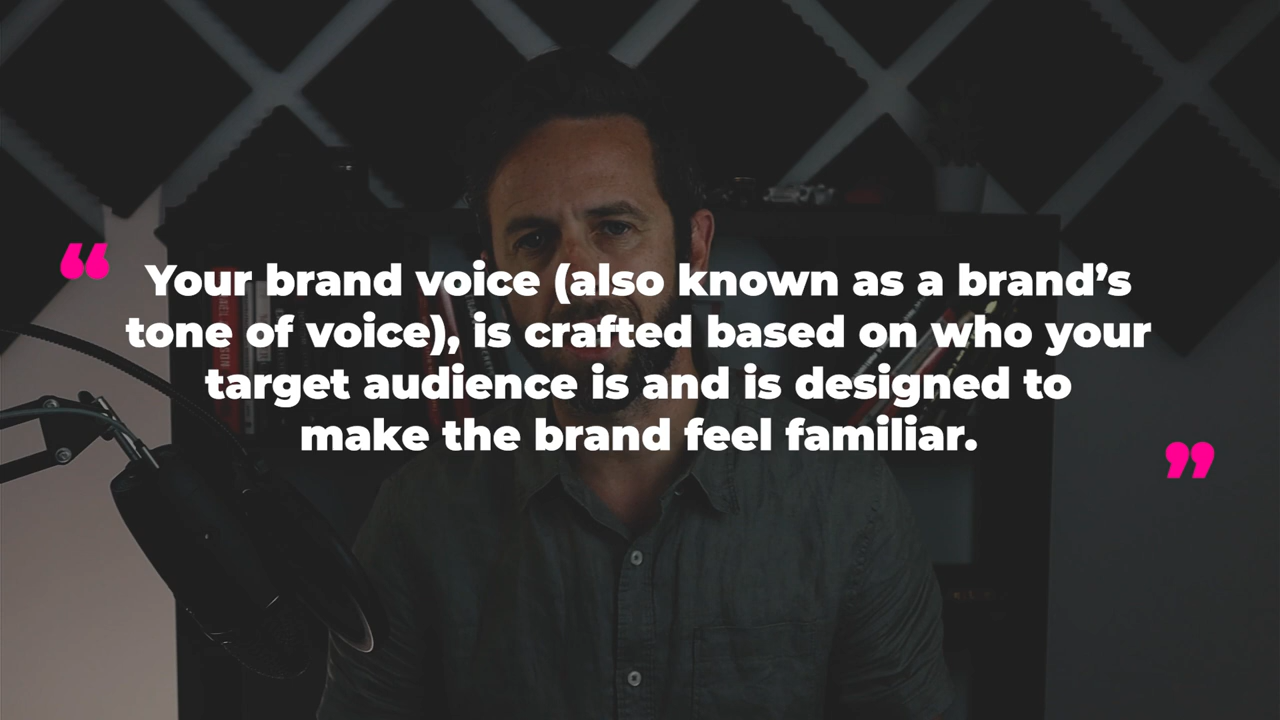 “Your brand voice (also known as a brand’s
tone of voice), is crafted based on who your
target audience is and is designed to
make the brand feel familiar.”